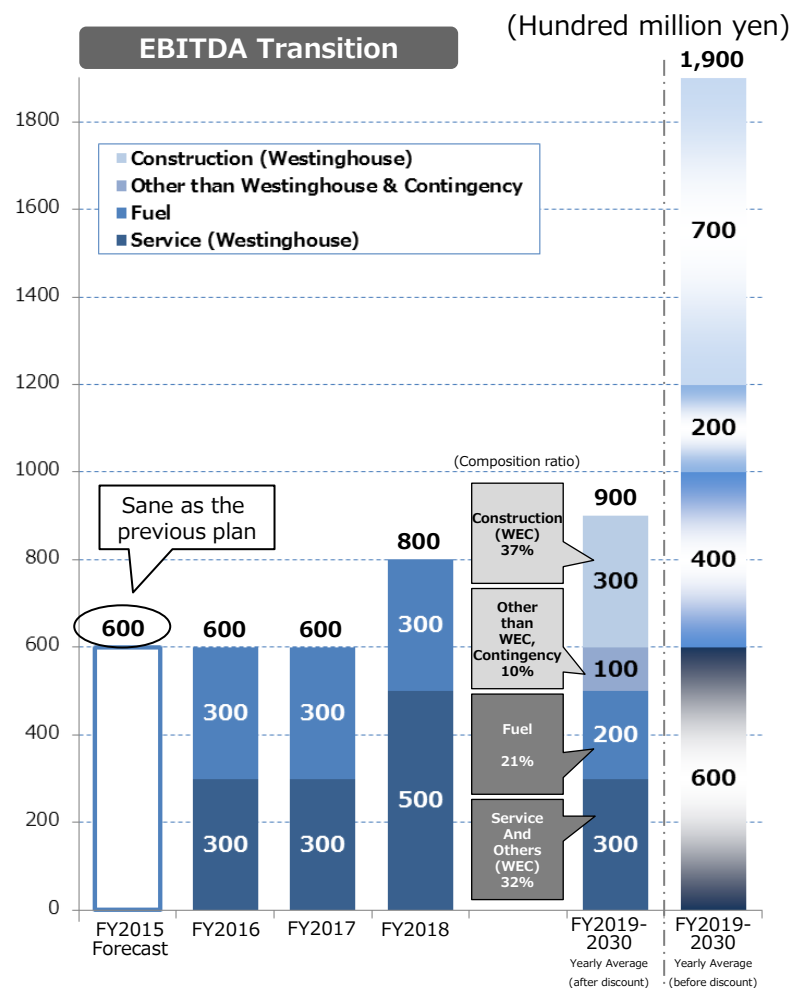 EBITDA Transition
(Hundred million yen)
1,900
1800
1600
1400
1200
1000
800
600
400
200
0
Construction (Westinghouse)
Other than Westinghouse & Contingency
Fuel
Service (Westinghouse)
Sane as the
previous plan
600
600
300
300
600
300
300
800
300
500
(Composition ratio)
Construction
(WEC)
37%
Other
than
WEC,
Contingency
10%
Fuel
21%
Service
And
Others
(WEC)
32%
900
300
100
200
300
700
200
400
600
FY2015
Forecast
FY2016
FY2017
FY2018
FY2019-
2030
Yearly Average
(after discount)
FY2019-
2030
Yearly Average
(before discount)